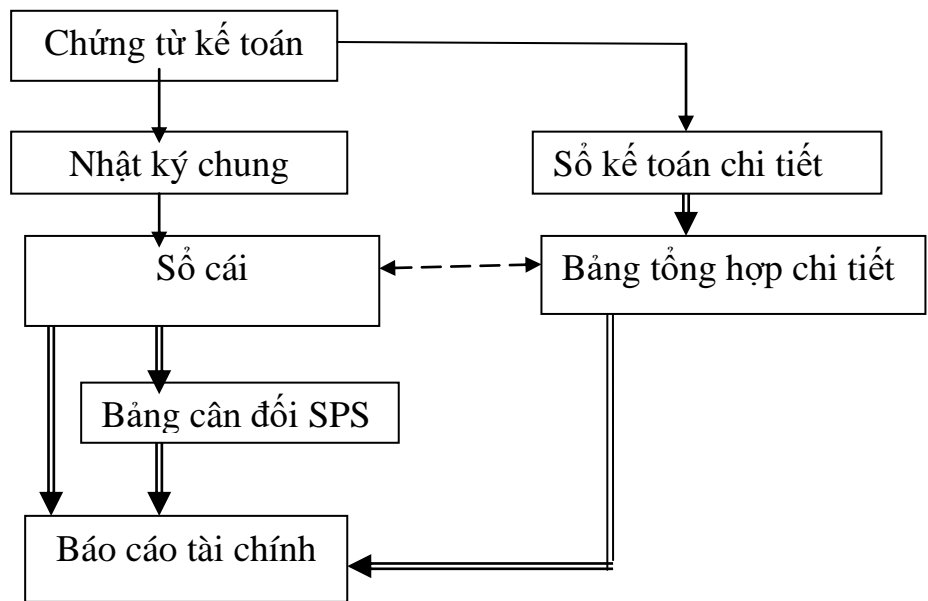 Chứng từ kế toán
Nhật ký chung
Sổ kế toán chi tiết
Sổ cái
Bảng tổng hợp chi tiết
Bảng cân đối SPS
Báo cáo tài chính